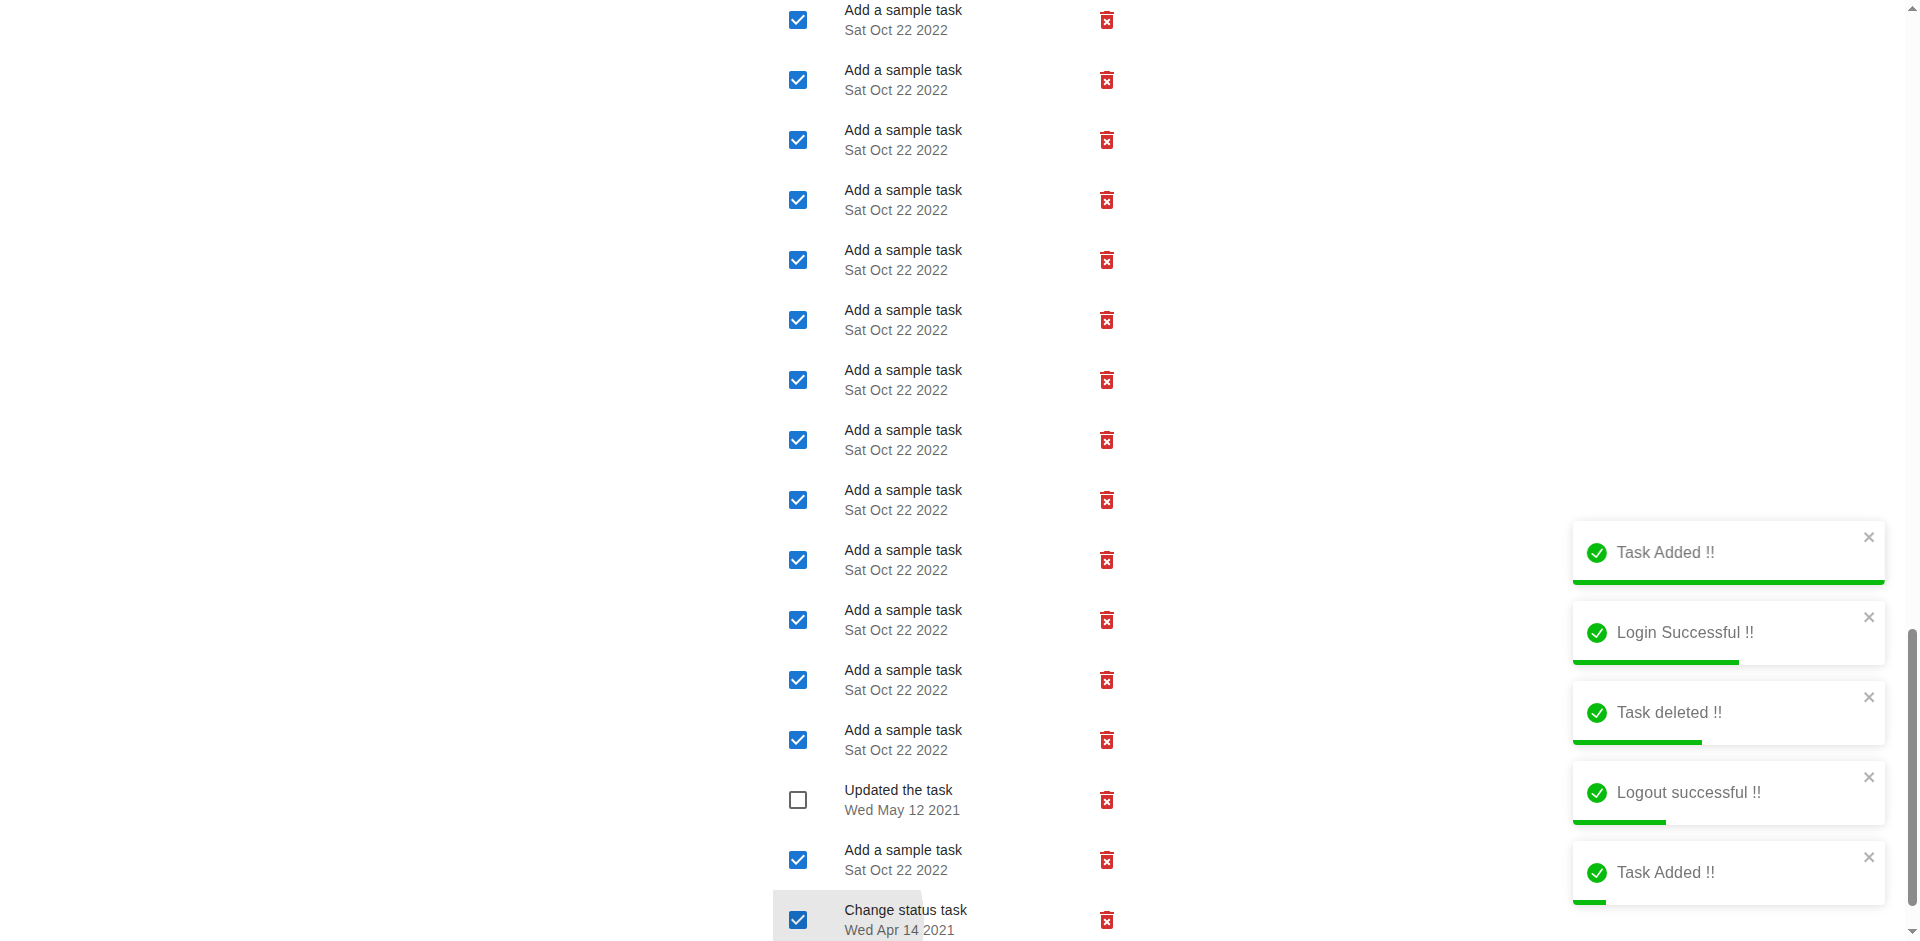 Add a sample task
Sat Oct 22 2022
Add a sample task
Sat Oct 22 2022
Add a sample task
Sat Oct 22 2022
Add a sample task
Sat Oct 22 2022
Add a sample task
Sat Oct 22 2022
Add a sample task
Sat Oct 22 2022
Add a sample task
Sat Oct 22 2022
Add a sample task
Sat Oct 22 2022
Add a sample task
Sat Oct 22 2022
Add a sample task
Sat Oct 22 2022
Add a sample task
Sat Oct 22 2022
Add a sample task
Sat Oct 22 2022
Add a sample task
Sat Oct 22 2022
Updated the task
Wed May 12 2021
Add a sample task
Sat Oct 22 2022
Change status task
Wed Apr 14 2021
Task Added !!
Login Successful !!
Task deleted !!
Logout successful !!
Task Added !!